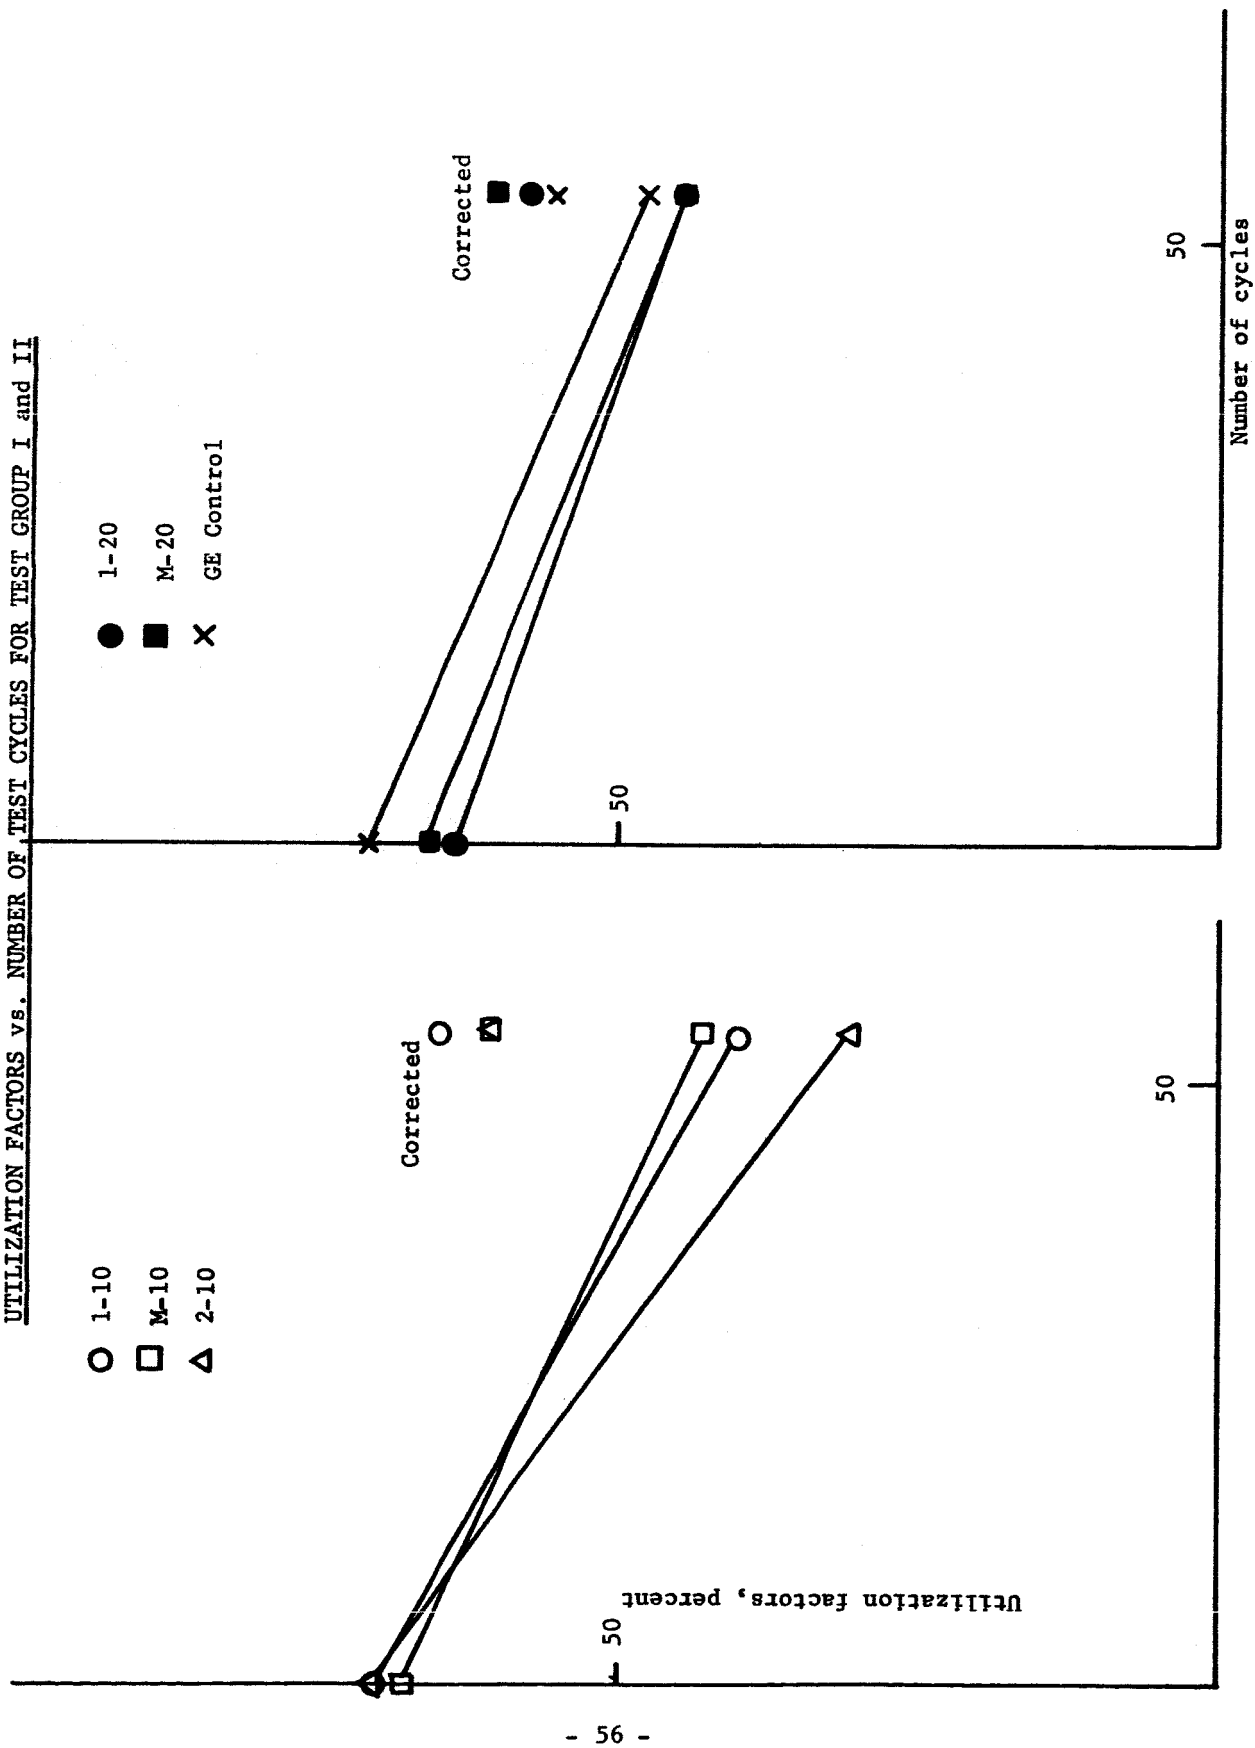 UTILIZATION FACTORS vs. NUMBER OF TEST CYCLES FOR TEST GROUP I and II
1-10
M-10
2-10
Corrected
50
Utilization factors, percent
50
1-20
M-20
GE Control
Corrected
50
50
Number of cycles
- 56 -